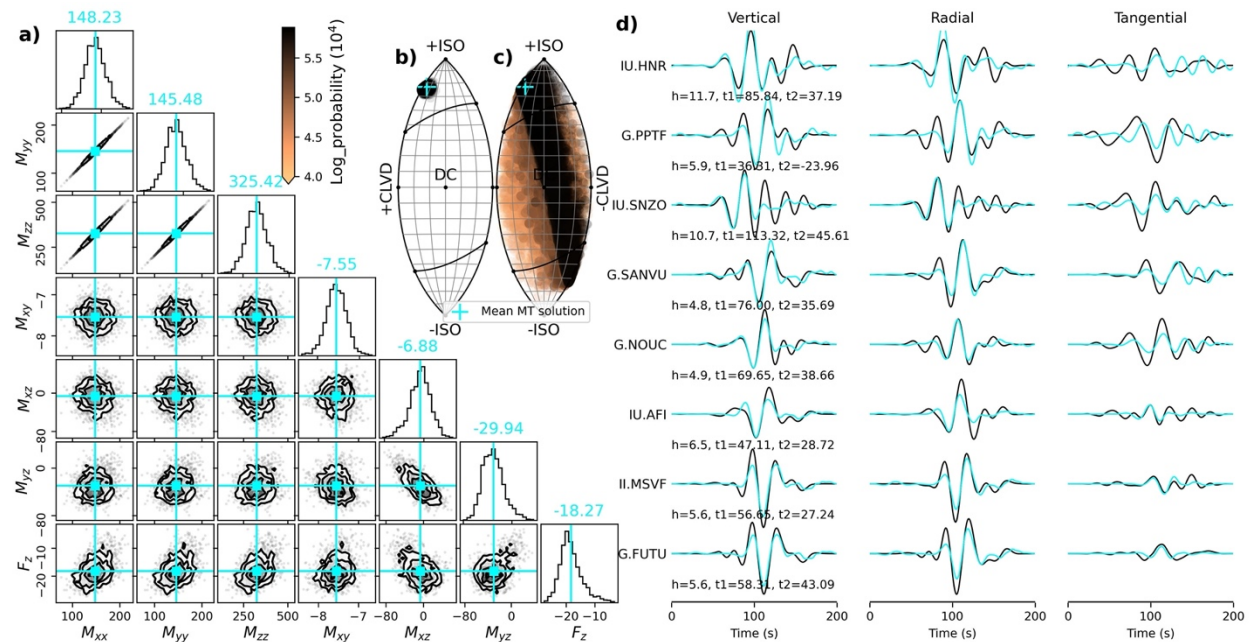 a)
148.23
145.48
325.42
-7.55
-6.88
-29.94
-18.27
Log_probability (10⁴)
5.5
5.0
4.5
4.0
M_yy
200
100
M_zz
500
250
M_xy
−7
−8
M_xz
0
−80
M_yz
0
−80
F_z
−10
−20
100 200
M_xx
100 200
M_yy
250 500
M_zz
−8 −7
M_xy
−80 0
M_xz
−80 0
M_yz
−20 −10
F_z
b)
+ISO
+CLVD
DC
-ISO
c)
+ISO
-CLVD
-ISO
Mean MT solution
d)
Vertical
Radial
Tangential
IU.HNR
h=11.7, t1=85.84, t2=37.19
G.PPTF
h=5.9, t1=36.31, t2=-23.96
IU.SNZO
h=10.7, t1=113.32, t2=45.61
G.SANVU
h=4.8, t1=76.00, t2=35.69
G.NOUC
h=4.9, t1=69.65, t2=38.66
IU.AFI
h=6.5, t1=47.11, t2=28.72
II.MSVF
h=5.6, t1=56.65, t2=27.24
G.FUTU
h=5.6, t1=58.31, t2=43.09
0 100 200
Time (s)
0 100 200
Time (s)
0 100 200
Time (s)